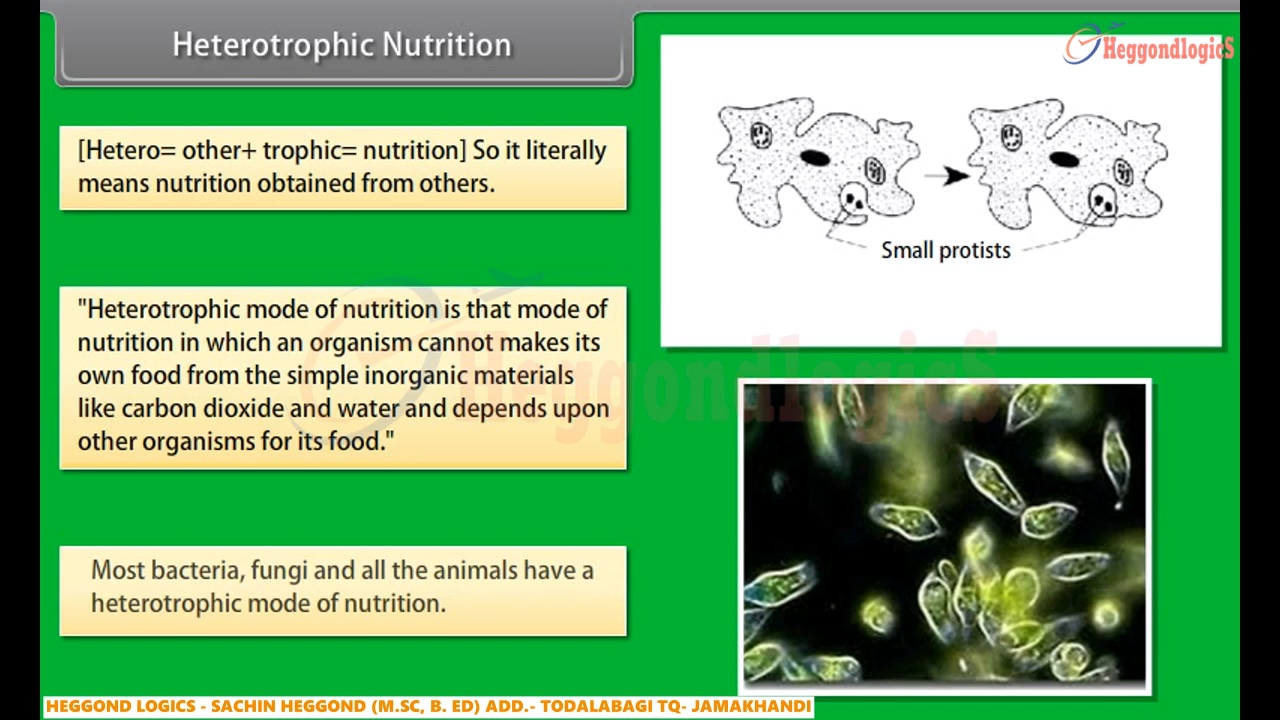 Heterotrophic Nutrition
HeggondlogicS
[Hetero= other+ trophic= nutrition] So it literally
means nutrition obtained from others.
Small protists
"Heterotrophic mode of nutrition is that mode of
nutrition in which an organism cannot makes its
own food from the simple inorganic materials
like carbon dioxide and water and depends upon
other organisms for its food."
HeggondlogicS
Most bacteria, fungi and all the animals have a
heterotrophic mode of nutrition.
HEGGOND LOGICS - SACHIN HEGGOND (M.SC, B. ED) ADD.- TODALABAGI TQ- JAMAKHANDI